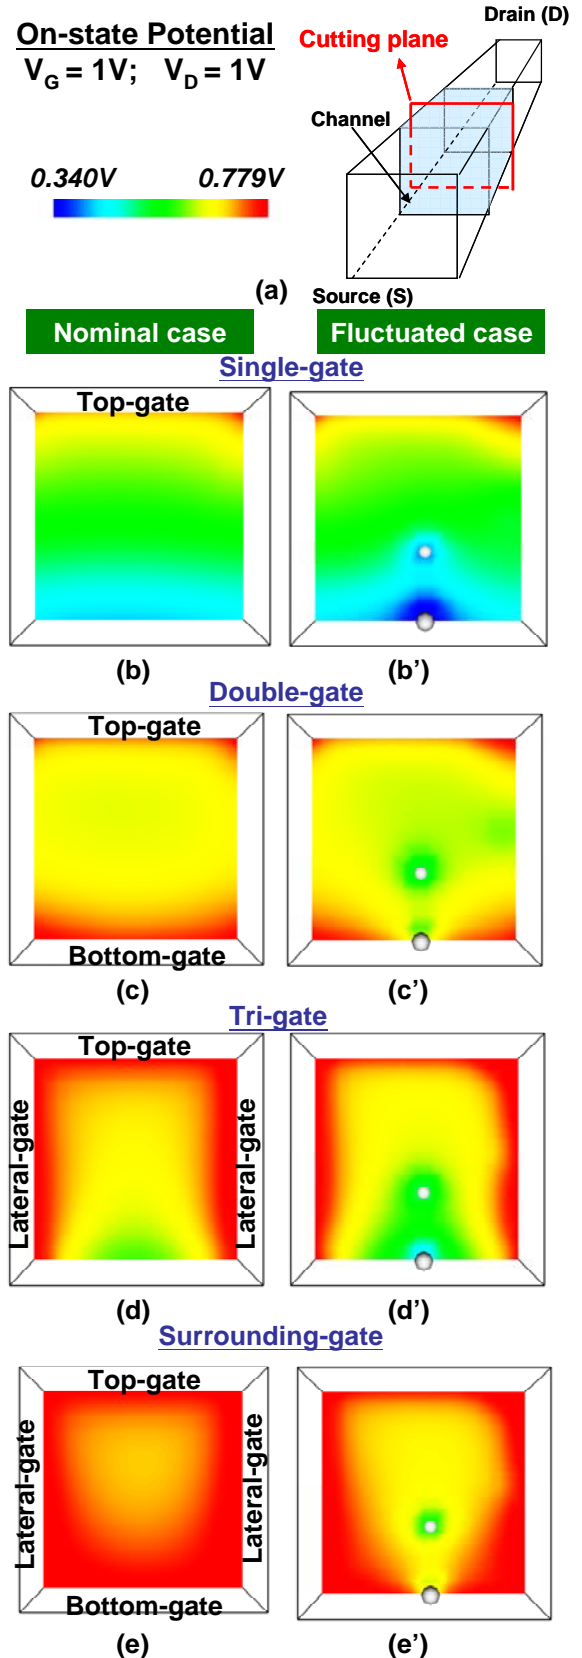 On-state Potential
V_G = 1V; V_D = 1V
0.340V 0.779V
Drain (D)
Cutting plane
Channel
Source (S)
(a)
Nominal case Fluctuated case
Single-gate
Top-gate
(b) (b')
Double-gate
Top-gate
Bottom-gate
(c) (c')
Tri-gate
Top-gate
Lateral-gate
Lateral-gate
(d) (d')
Surrounding-gate
Top-gate
Lateral-gate
Lateral-gate
Bottom-gate
(e) (e')